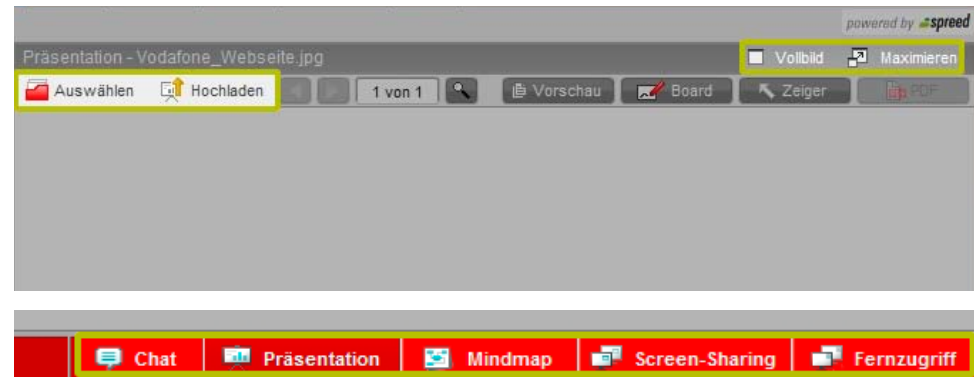 powered by spreed
Präsentation - Vodafone_Webseite.jpg Vollbild Maximieren
Auswählen Hochladen 1 von 1 Vorschau Board Zeiger PDF
Chat Präsentation Mindmap Screen-Sharing Fernzugriff